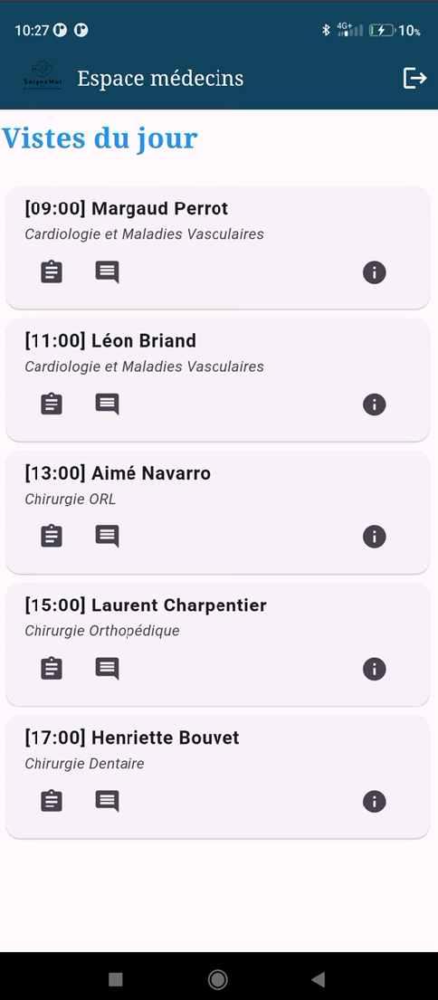 10:27
4G+
10%
SoigneMoi
Espace médecins
Vistes du jour
[09:00] Margaud Perrot
Cardiologie et Maladies Vasculaires
[11:00] Léon Briand
Cardiologie et Maladies Vasculaires
[13:00] Aimé Navarro
Chirurgie ORL
[15:00] Laurent Charpentier
Chirurgie Orthopédique
[17:00] Henriette Bouvet
Chirurgie Dentaire